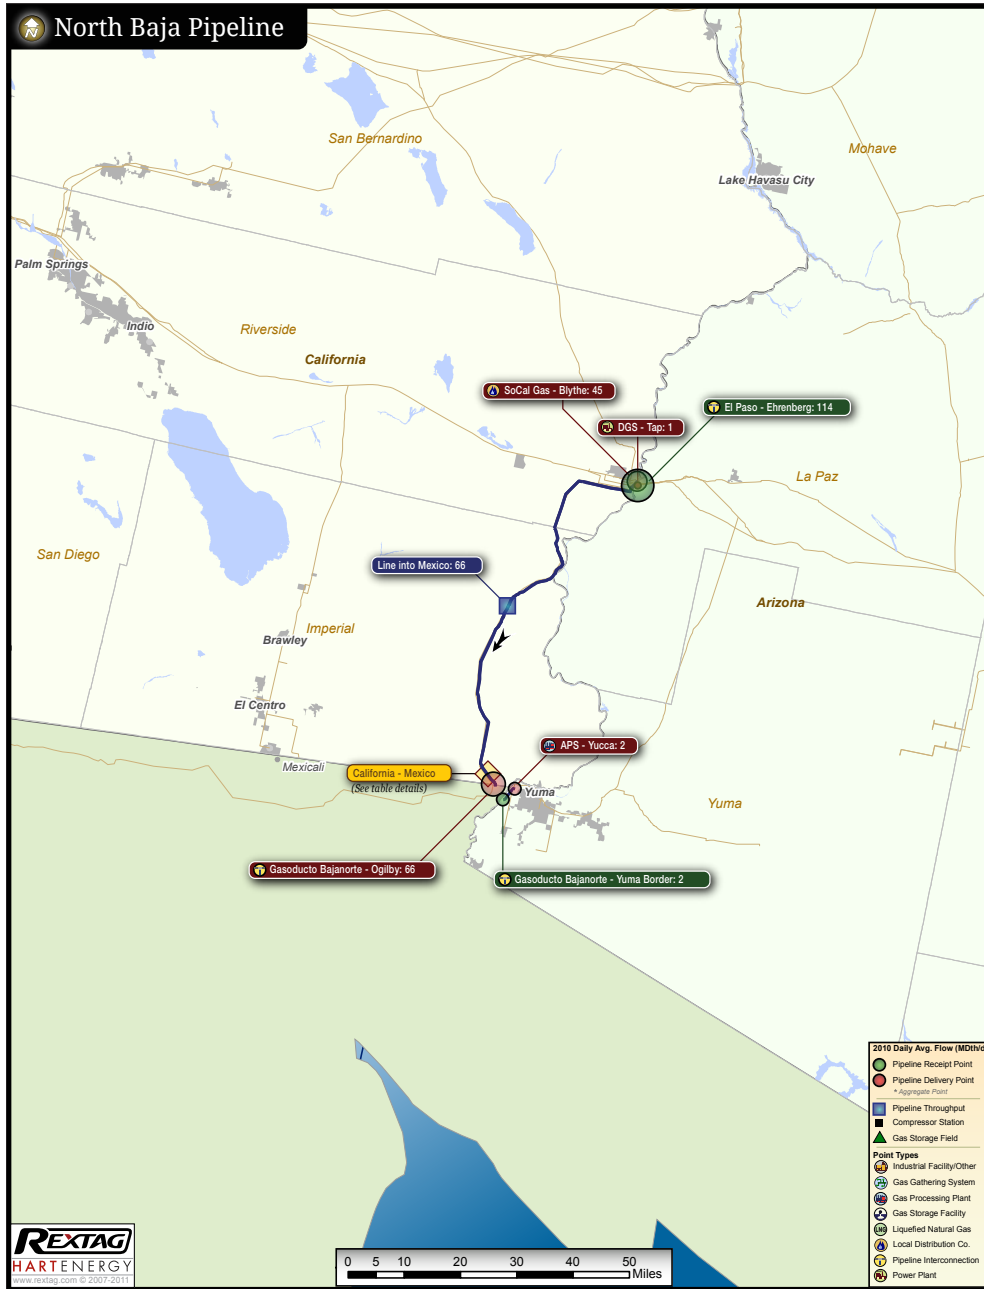 North Baja Pipeline
N
San Bernardino
Mohave
Lake Havasu City
Palm Springs
Indio
Riverside
California
SoCal Gas - Blythe: 45
El Paso - Ehrenberg: 114
DGS - Tap: 1
La Paz
San Diego
Line into Mexico: 66
Arizona
Imperial
Brawley
El Centro
APS - Yucca: 2
Mexicali
California - Mexico
(See table details)
Yuma
Yuma
Gasoducto Bajanorte - Ogilby: 66
Gasoducto Bajanorte - Yuma Border: 2
2010 Daily Avg. Flow (MDth/d
Pipeline Receipt Point
Pipeline Delivery Point
* Aggregate Point
Pipeline Throughput
Compressor Station
Gas Storage Field
Point Types
Industrial Facility/Other
Gas Gathering System
Gas Processing Plant
Gas Storage Facility
LNG Liquefied Natural Gas
Local Distribution Co.
Pipeline Interconnection
Power Plant
REXTAG
HARTENERGY
www.rextag.com © 2007-2011
0 5 10 20 30 40 50
Miles